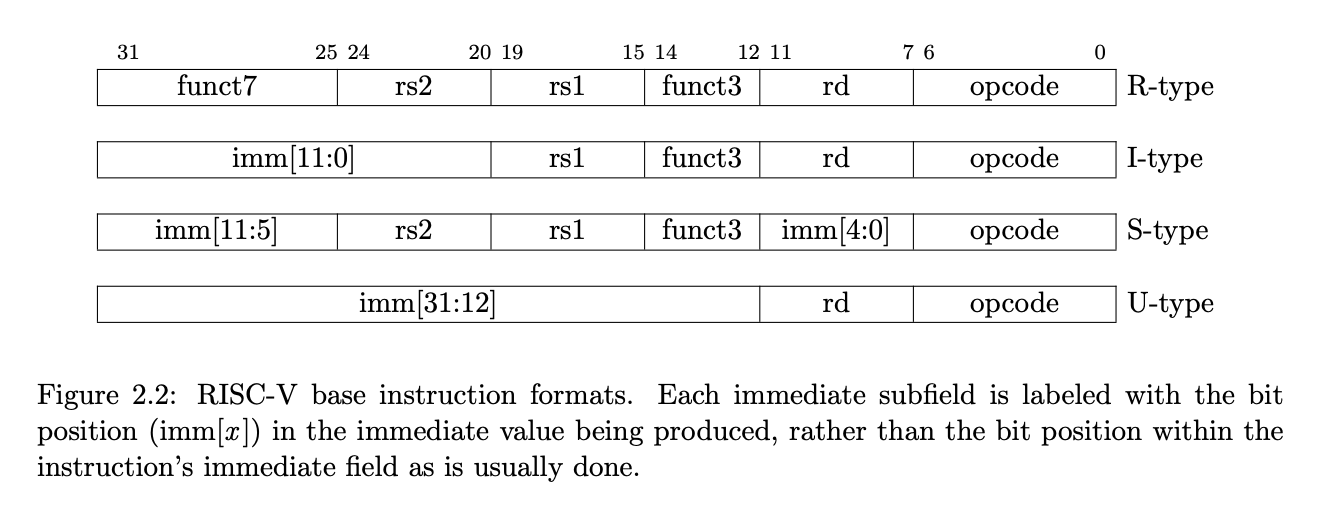 31 25 24 20 19 15 14 12 11 7 6 0
funct7 rs2 rs1 funct3 rd opcode R-type
imm[11:0] rs1 funct3 rd opcode I-type
imm[11:5] rs2 rs1 funct3 imm[4:0] opcode S-type
imm[31:12] rd opcode U-type
Figure 2.2: RISC-V base instruction formats. Each immediate subfield is labeled with the bit
position (imm[x]) in the immediate value being produced, rather than the bit position within the
instruction's immediate field as is usually done.